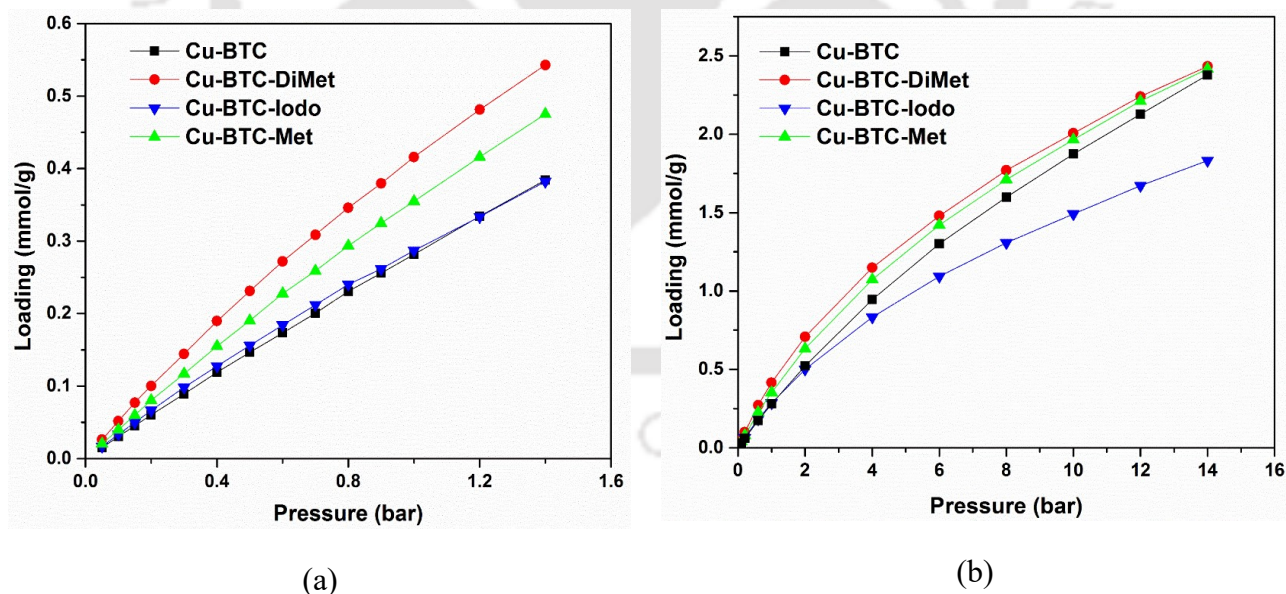 0.6
0.5
0.4
0.3
0.2
0.1
0.0
Loading (mmol/g)
Cu-BTC
Cu-BTC-DiMet
Cu-BTC-Iodo
Cu-BTC-Met
0.0 0.4 0.8 1.2 1.6
Pressure (bar)
(a)
2.5
2.0
1.5
1.0
0.5
0.0
Loading (mmol/g)
Cu-BTC
Cu-BTC-DiMet
Cu-BTC-Iodo
Cu-BTC-Met
0 2 4 6 8 10 12 14 16
Pressure (bar)
(b)